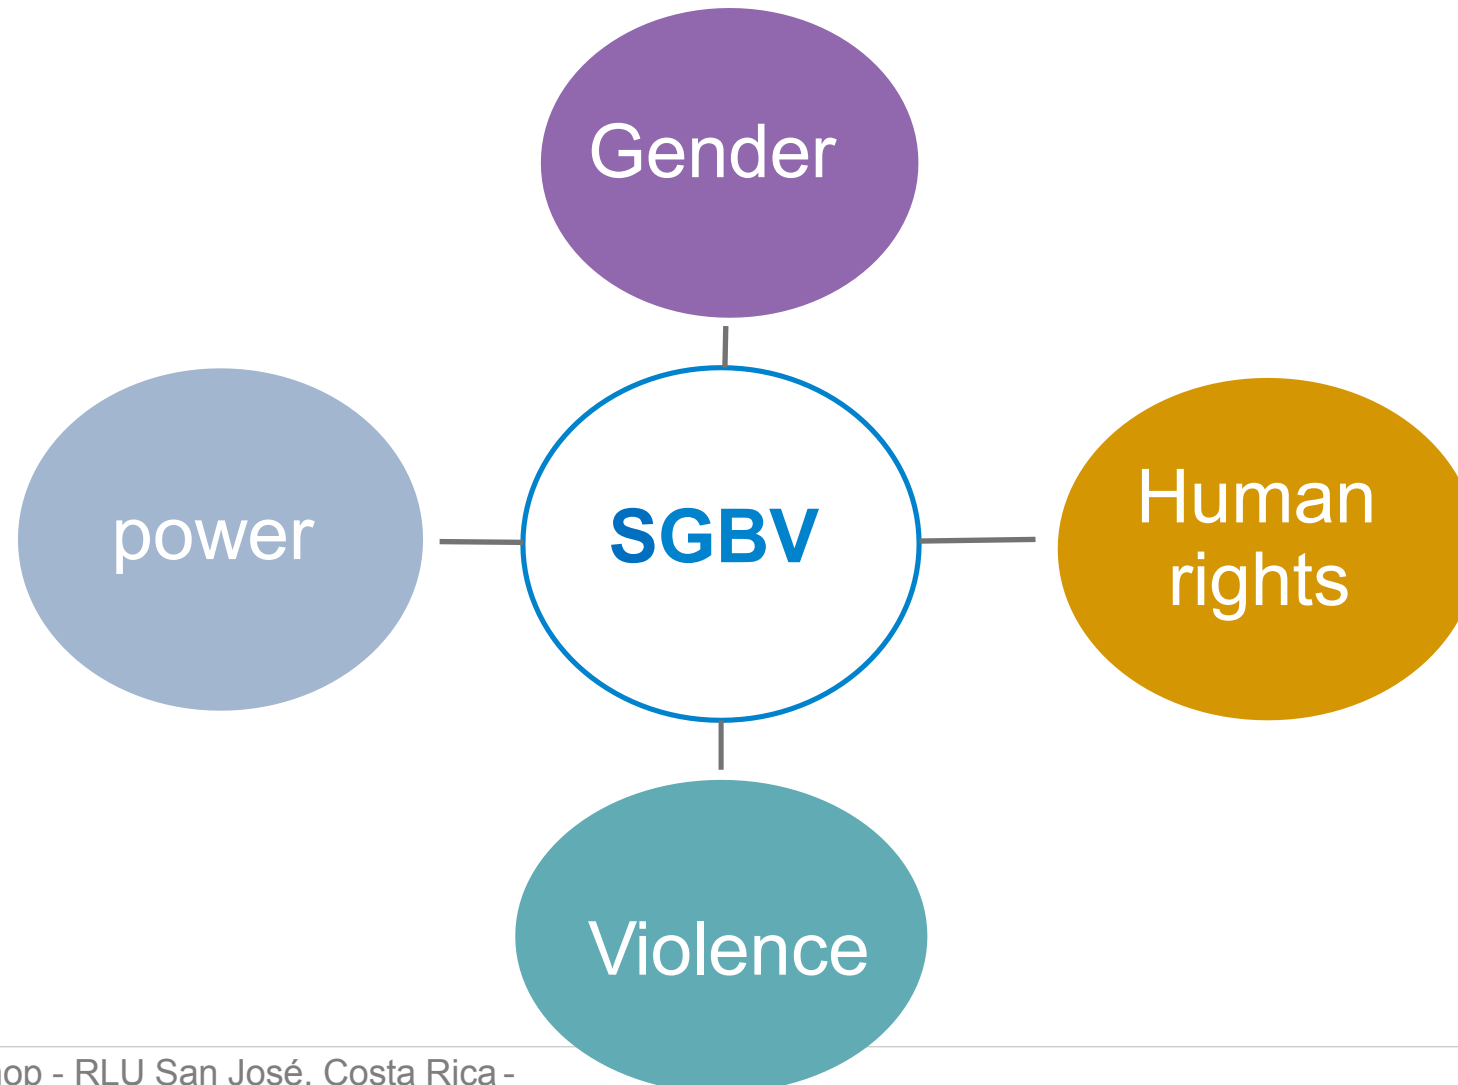 Gender
power
SGBV
Human
rights
Violence
- RLU San José, Costa Rica -